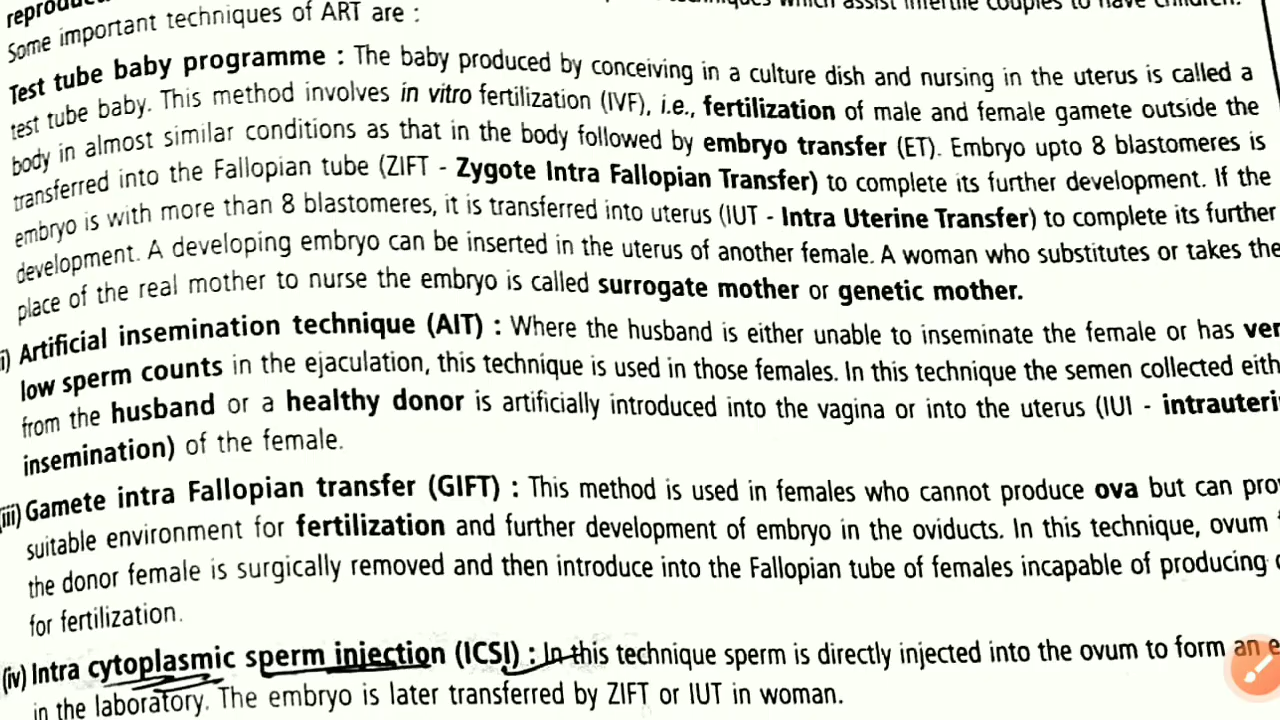 which assist infertile couples to have children.
Some important techniques of ART are :
Test tube baby programme : The baby produced by conceiving in a culture dish and nursing in the uterus is called a
test tube baby. This method involves in vitro fertilization (IVF), i.e., fertilization of male and female gamete outside the
body in almost similar conditions as that in the body followed by embryo transfer (ET). Embryo upto 8 blastomeres is
transferred into the Fallopian tube (ZIFT - Zygote Intra Fallopian Transfer) to complete its further development. If the
embryo is with more than 8 blastomeres, it is transferred into uterus (IUT - Intra Uterine Transfer) to complete its further
development. A developing embryo can be inserted in the uterus of another female. A woman who substitutes or takes the
place of the real mother to nurse the embryo is called surrogate mother or genetic mother.
Artificial insemination technique (AIT) : Where the husband is either unable to inseminate the female or has
low sperm counts in the ejaculation, this technique is used in those females. In this technique the semen collected
from the husband or a healthy donor is artificially introduced into the vagina or into the uterus (IUI -
insemination) of the female.
(iii) Gamete intra Fallopian transfer (GIFT) : This method is used in females who cannot produce ova but can
suitable environment for fertilization and further development of embryo in the oviducts. In this technique, ovum
the donor female is surgically removed and then introduce into the Fallopian tube of females incapable of producing
for fertilization.
(iv) Intra cytoplasmic sperm injection (ICSI) : In this technique sperm is directly injected into the ovum to form an
in the laboratory. The embryo is later transferred by ZIFT or IUT in woman.